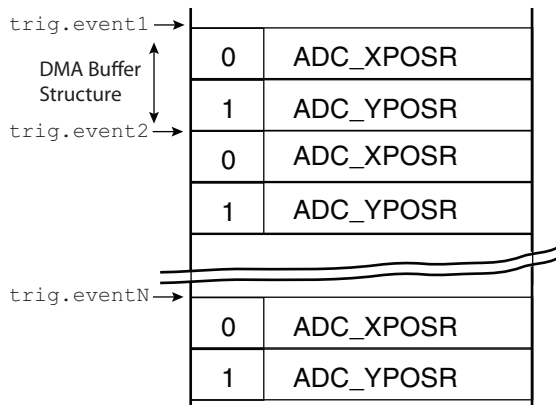 trig.event1
0 ADC_XPOSR
DMA Buffer
Structure
1 ADC_YPOSR
trig.event2
0 ADC_XPOSR
1 ADC_YPOSR
trig.eventN
0 ADC_XPOSR
1 ADC_YPOSR